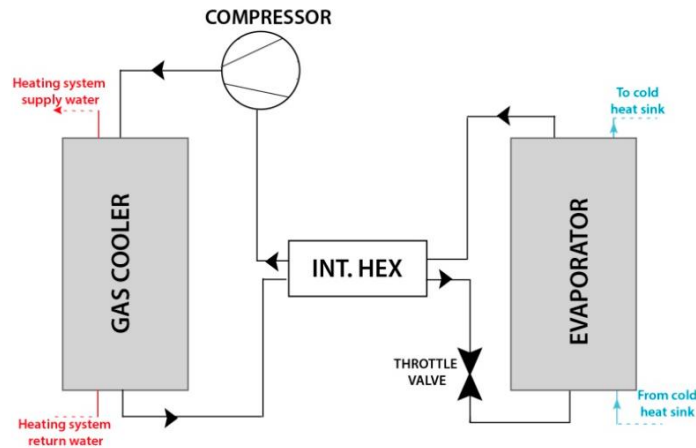 COMPRESSOR
Heating system
supply water
To cold
heat sink
GAS COOLER
INT. HEX
EVAPORATOR
THROTTLE
VALVE
Heating system
return water
From cold
heat sink